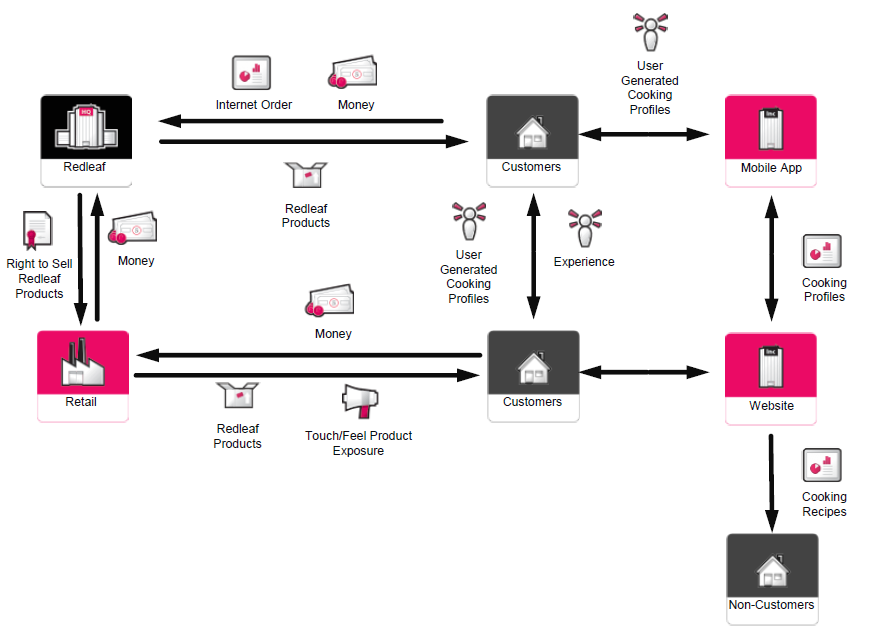 User
Generated
Cooking
Profiles
Internet Order
Money
HQ
Redleaf
Customers
Inc
Mobile App
Redleaf
Products
Right to Sell
Redleaf
Products
Money
User
Generated
Cooking
Profiles
Experience
Cooking
Profiles
Money
Retail
Customers
Inc
Website
Redleaf
Products
Touch/Feel Product
Exposure
Cooking
Recipes
Non-Customers